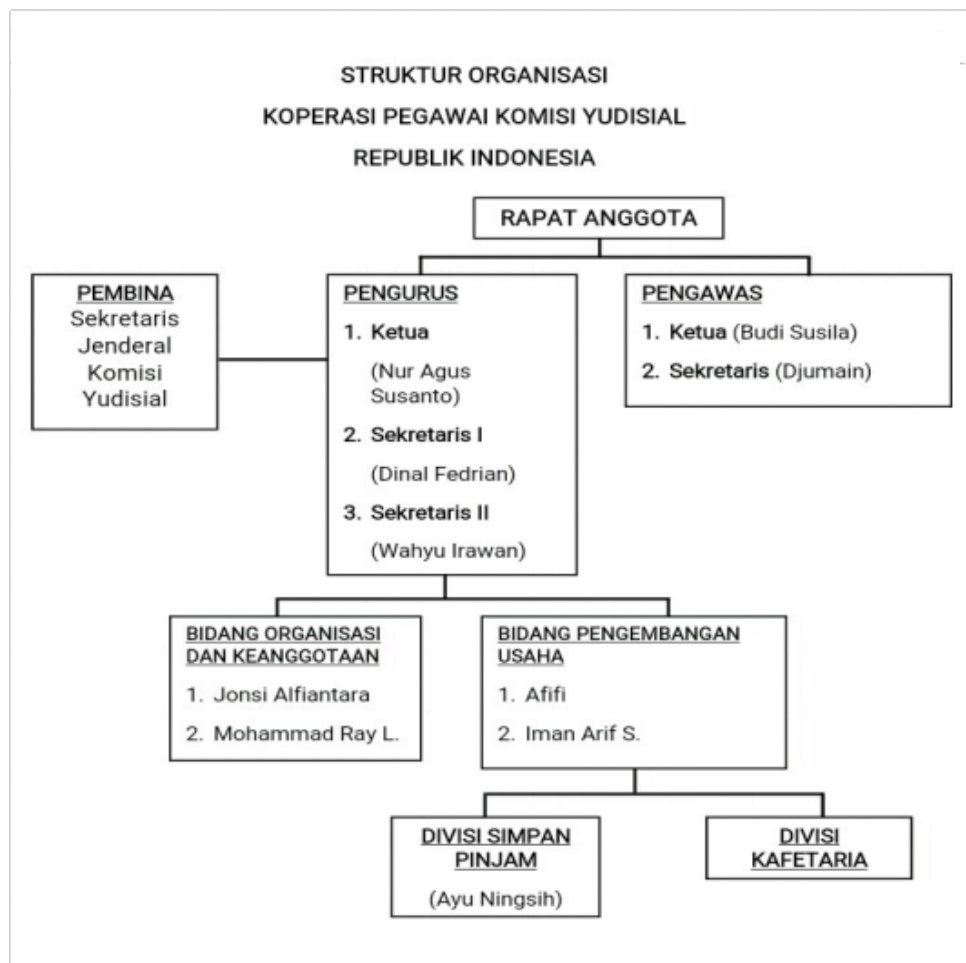 STRUKTUR ORGANISASI
KOPERASI PEGAWAI KOMISI YUDISIAL
REPUBLIK INDONESIA
RAPAT ANGGOTA
PEMBINA
Sekretaris
Jenderal
Komisi
Yudisial
PENGURUS
1. Ketua
(Nur Agus
Susanto)
2. Sekretaris I
(Dinal Fedrian)
3. Sekretaris II
(Wahyu Irawan)
PENGAWAS
1. Ketua (Budi Susila)
2. Sekretaris (Djumain)
BIDANG ORGANISASI
DAN KEANGGOTAAN
1. Jonsi Alfiantara
2. Mohammad Ray L.
BIDANG PENGEMBANGAN
USAHA
1. Afifi
2. Iman Arif S.
DIVISI SIMPAN
PINJAM
(Ayu Ningsih)
DIVISI
KAFETARIA